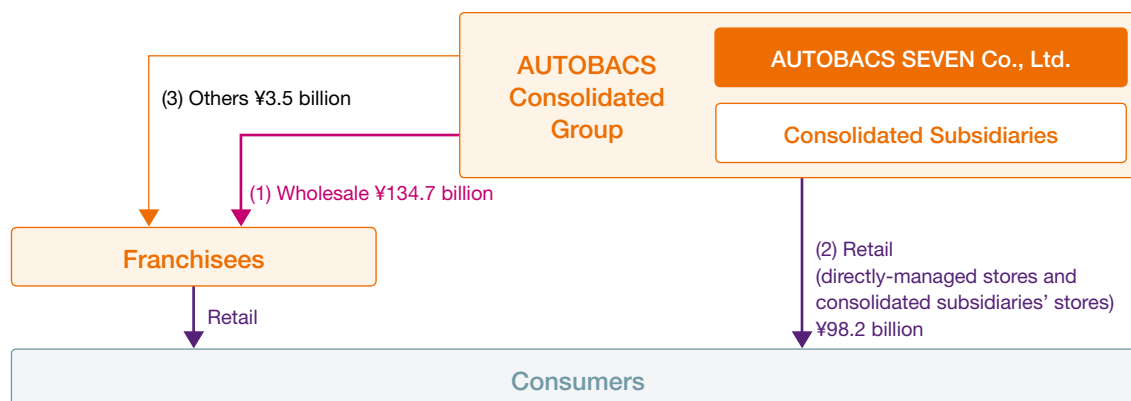 AUTOBACS
Consolidated
Group
AUTOBACS SEVEN Co., Ltd.
Consolidated Subsidiaries
(3) Others ¥3.5 billion
(1) Wholesale ¥134.7 billion
Franchisees
(2) Retail
(directly-managed stores and
consolidated subsidiaries’ stores)
¥98.2 billion
Retail
Consumers